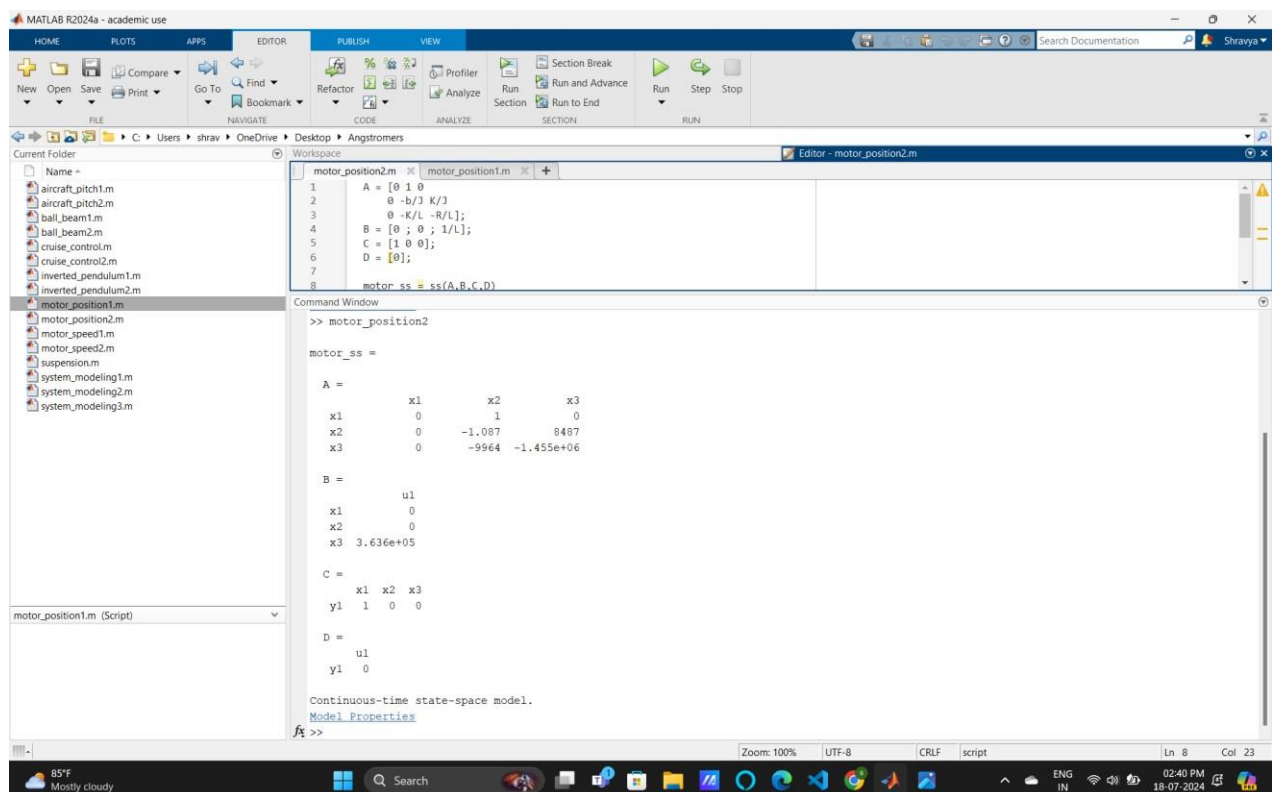 MATLAB R2024a - academic use
HOME PLOTS APPS EDITOR PUBLISH VIEW Search Documentation Shravya
New Open Save Compare Print Go To Find Bookmark Refactor Profiler Analyze Run Section Section Break Run and Advance Run to End Run Step Stop
FILE NAVIGATE CODE ANALYZE SECTION RUN
C: Users shrav OneDrive Desktop Angstromers
Current Folder
Name
aircraft_pitch1.m
aircraft_pitch2.m
ball_beam1.m
ball_beam2.m
cruise_control.m
cruise_control2.m
inverted_pendulum1.m
inverted_pendulum2.m
motor_position1.m
motor_position2.m
motor_speed1.m
motor_speed2.m
suspension.m
system_modeling1.m
system_modeling2.m
system_modeling3.m
motor_position1.m (Script)
Workspace Editor - motor_position2.m
motor_position2.m motor_position1.m
1 A = [0 1 0
2 0 -b/J K/J
3 0 -K/L -R/L];
4 B = [0 ; 0 ; 1/L];
5 C = [1 0 0];
6 D = [0];
7
8 motor_ss = ss(A,B,C,D)
Command Window
>> motor_position2
motor_ss =
A =
x1 x2 x3
x1 0 1 0
x2 0 -1.087 8487
x3 0 -9964 -1.455e+06
B =
u1
x1 0
x2 0
x3 3.636e+05
C =
x1 x2 x3
y1 1 0 0
D =
u1
y1 0
Continuous-time state-space model.
Model Properties
fx >>
Zoom: 100% UTF-8 CRLF script Ln 8 Col 23
85°F
Mostly cloudy
Search
ENG
IN
02:40 PM
18-07-2024